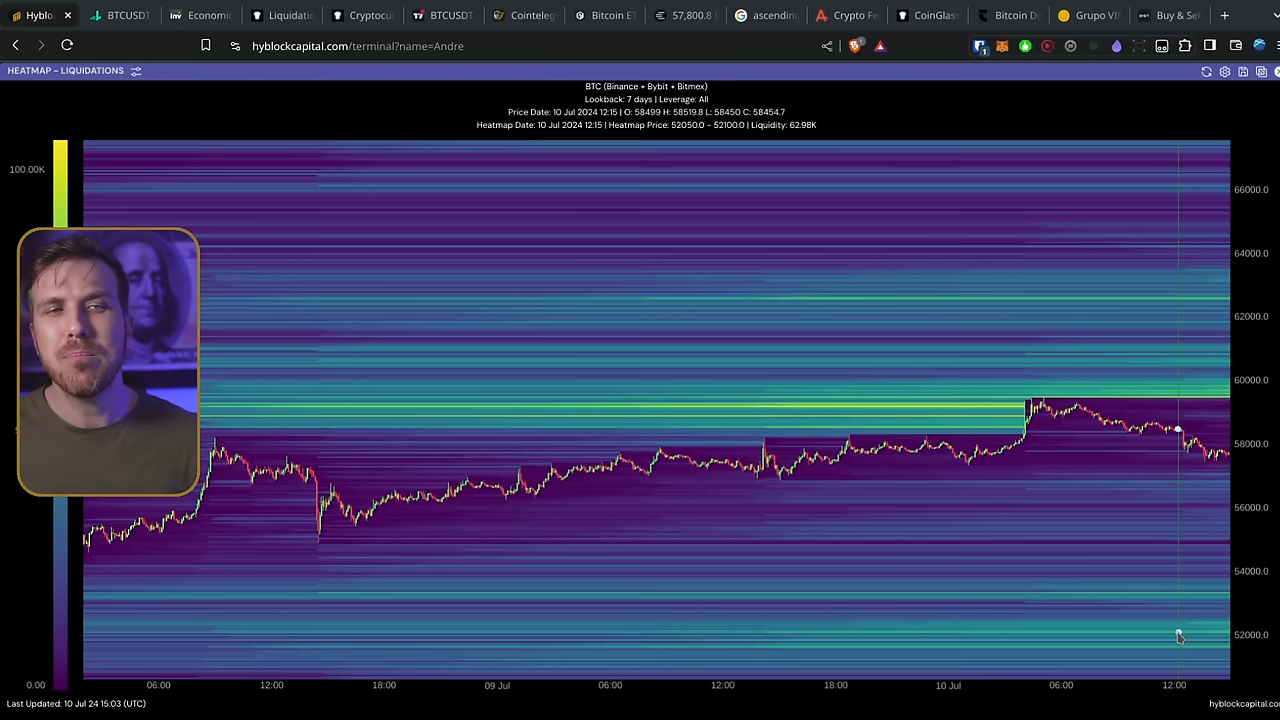 Hyblo
BTCUSDT
Economi
Liquidati
Cryptocur
BTCUSDT
Cointeleg
Bitcoin E
57,800.8
ascending
Crypto Fe
CoinGlass
Bitcoin D
Grupo VI
Buy & Sel
hyblockcapital.com/terminal?name=Andre
1
HEATMAP - LIQUIDATIONS
BTC (Binance + Bybit + Bitmex)
Lookback: 7 days | Leverage: All
Price Date: 10 Jul 2024 12:15 | O: 58499 H: 58519.8 L: 58450 C: 58454.7
Heatmap Date: 10 Jul 2024 12:15 | Heatmap Price: 52050.0 - 52100.0 | Liquidity: 62.98K
100.00K
66000.0
64000.0
62000.0
60000.0
58000.0
56000.0
54000.0
52000.0
0.00
06:00
12:00
18:00
09 Jul
06:00
12:00
18:00
10 Jul
06:00
12:00
Last Updated: 10 Jul 24 15:03 (UTC)
hyblockcapital.co